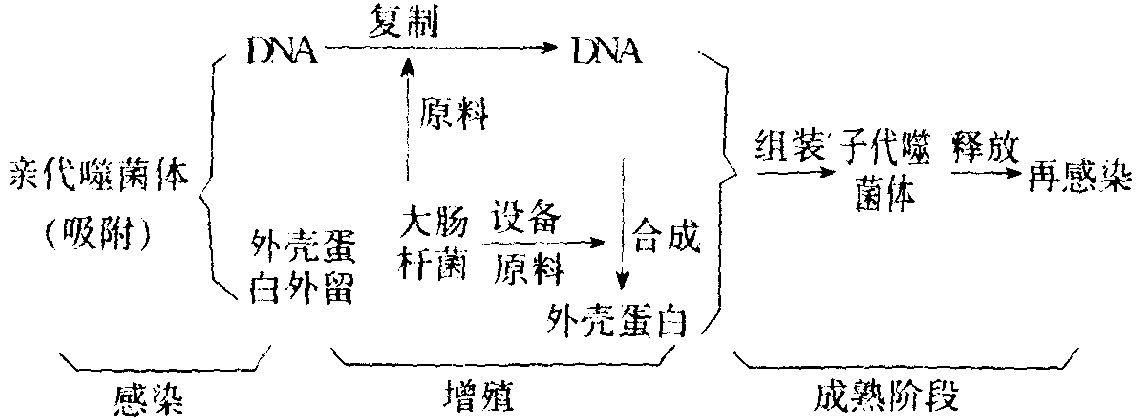 复制
DNA
DNA
原料
亲代噬菌体
(吸附)
外壳蛋
白外留
大肠
杆菌
设备
原料
合成
外壳蛋白
组装
子代噬
菌体
释放
再感染
感染
增殖
成熟阶段